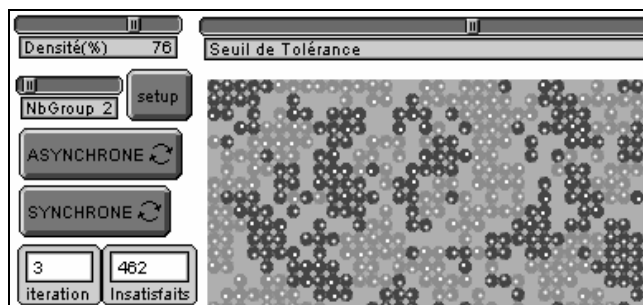 Densité(%) 76
Seuil de Tolérance
NbGroup 2
setup
ASYNCHRONE
SYNCHRONE
3
462
iteration
Insatisfaits